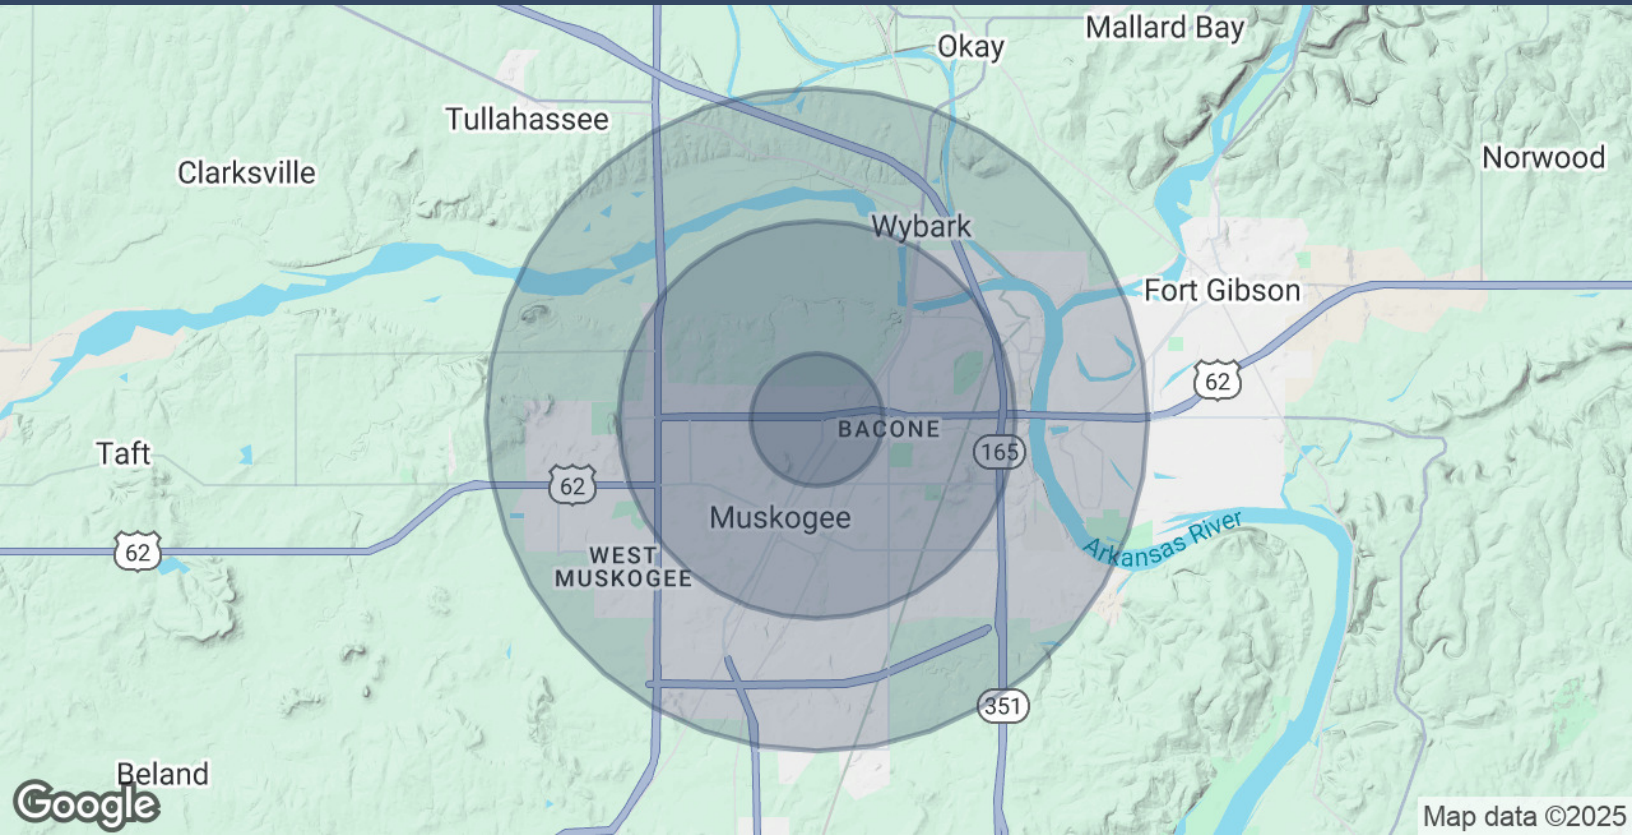 Mallard Bay
Okay
Tullahassee
Norwood
Clarksville
Wybark
Fort Gibson
62
BACONE
Taft
165
62
Muskogee
Arkansas River
62
WEST
MUSKOGEE
351
Beland
Google
Map data ©2025